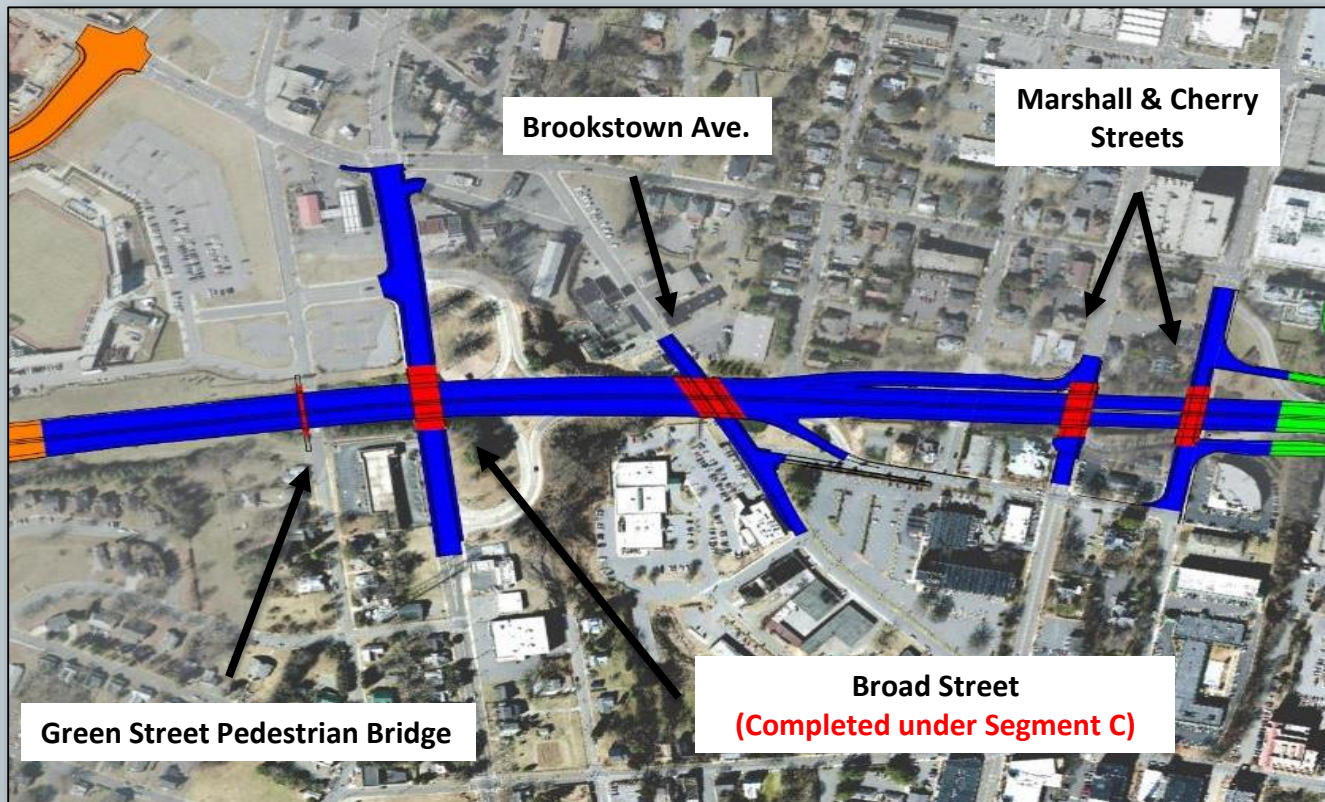 Brookstown Ave.
Marshall & Cherry
Streets
Green Street Pedestrian Bridge
Broad Street
(Completed under Segment C)